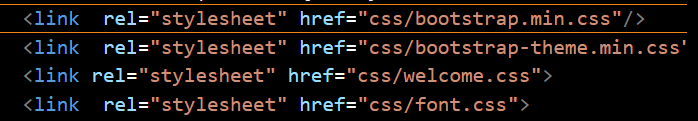 <link  rel="stylesheet" href="css/bootstrap.min.css"/>
<link  rel="stylesheet" href="css/bootstrap-theme.min.css"
<link rel="stylesheet" href="css/welcome.css">
<link  rel="stylesheet" href="css/font.css">